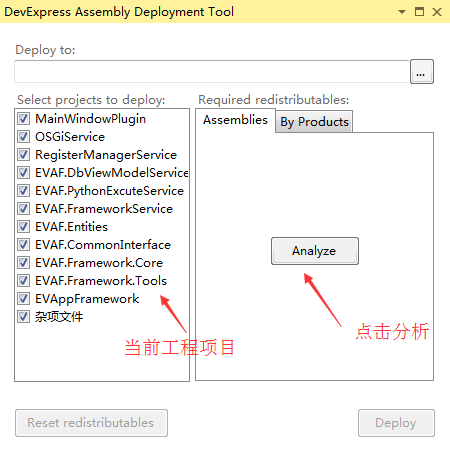 DevExpress Assembly Deployment Tool
Deploy to:
...
Select projects to deploy:
Required redistributables:
MainWindowPlugin
OSGiService
RegisterManagerService
EVAF.DbViewModelService
EVAF.PythonExcuteService
EVAF.FrameworkService
EVAF.Entities
EVAF.CommonInterface
EVAF.Framework.Core
EVAF.Framework.Tools
EVAppFramework
杂项文件
当前工程项目
Assemblies
By Products
Analyze
点击分析
Reset redistributables
Deploy